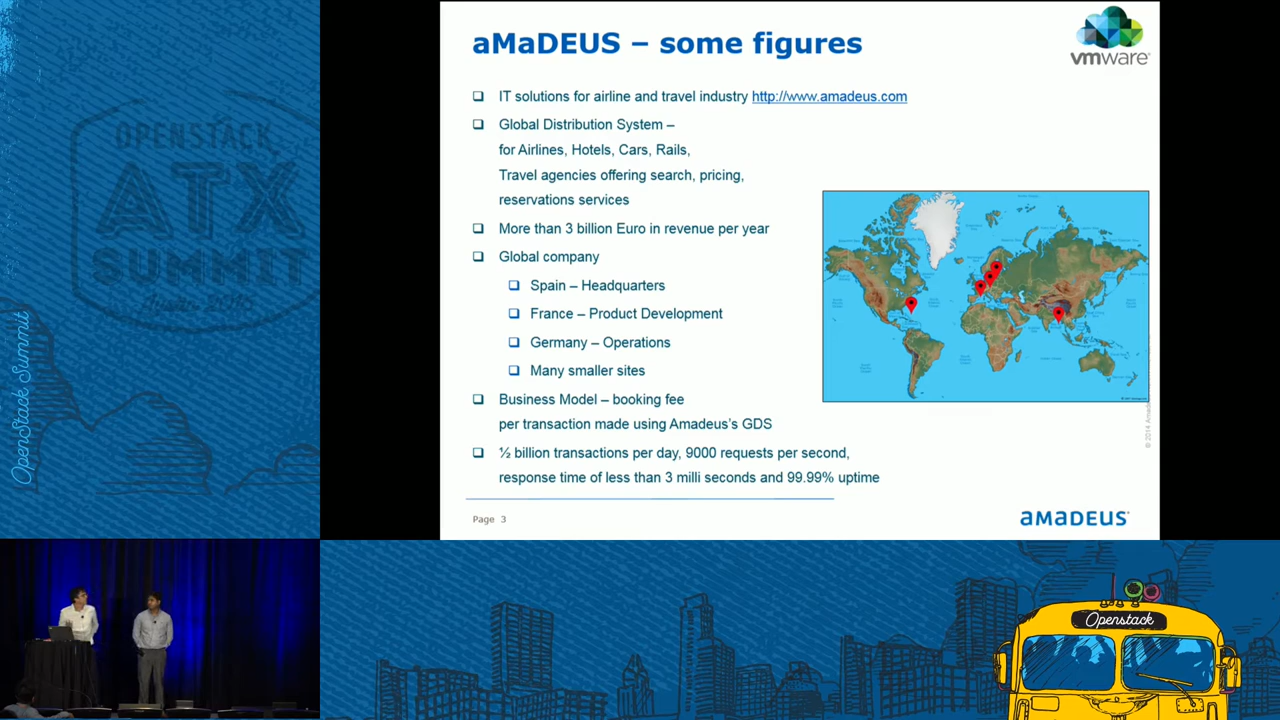 OPENSTACK
ATX
SUMMIT
OpenStack Summit
aMaDEUS – some figures
vmware
❑ IT solutions for airline and travel industry http://www.amadeus.com
❑ Global Distribution System –
for Airlines, Hotels, Cars, Rails,
Travel agencies offering search, pricing,
reservations services
❑ More than 3 billion Euro in revenue per year
❑ Global company
❑ Spain – Headquarters
❑ France – Product Development
❑ Germany – Operations
❑ Many smaller sites
❑ Business Model – booking fee
per transaction made using Amadeus's GDS
❑ ½ billion transactions per day, 9000 requests per second,
response time of less than 3 milli seconds and 99.99% uptime
© 2014
Page 3
aMaDEUS
Openstack